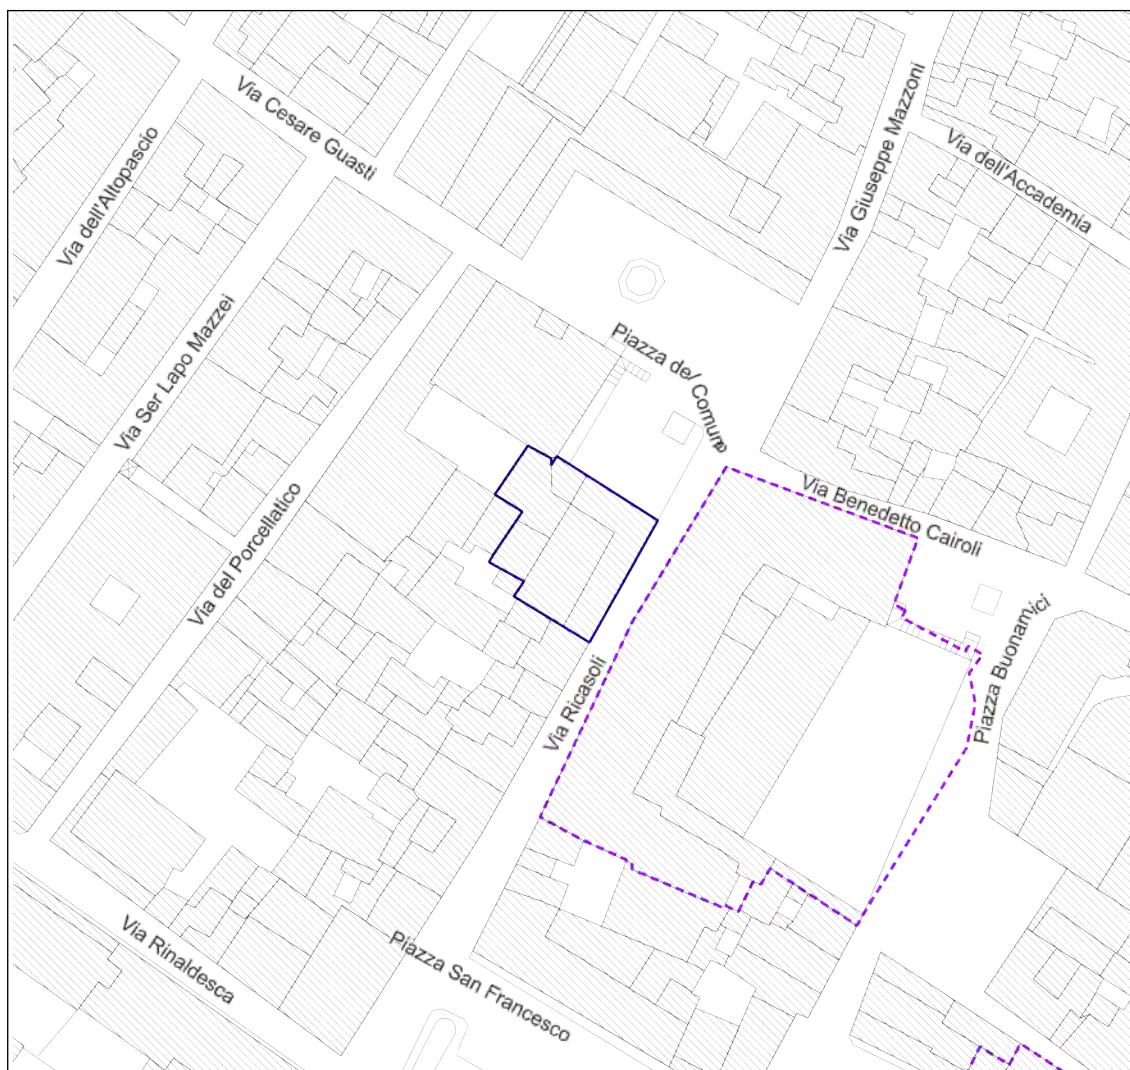 Via Cesare Guasti
Via Giuseppe Mazzoni
Via dell'Accademia
Via dell'Altopascio
Via Ser Lapo Mazzei
Piazza del Comune
Via Benedetto Cairoli
Via del Porcellatico
Piazza Buonamici
Via Ricasoli
Via Rinaldesca
Piazza San Francesco